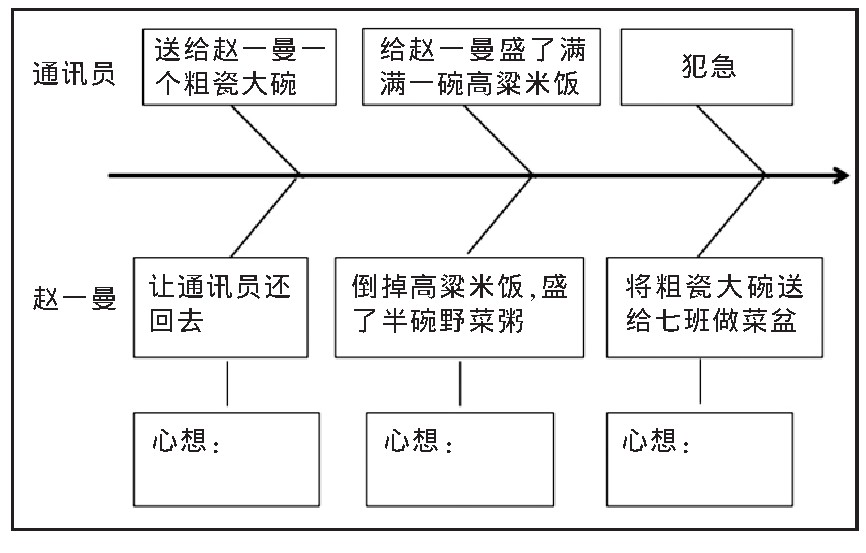 通讯员
送给赵一曼一
个粗瓷大碗
给赵一曼盛了满
满一碗高粱米饭
犯急
赵一曼
让通讯员还
回去
倒掉高粱米饭,盛
了半碗野菜粥
将粗瓷大碗送
给七班做菜盆
心想:
心想:
心想: